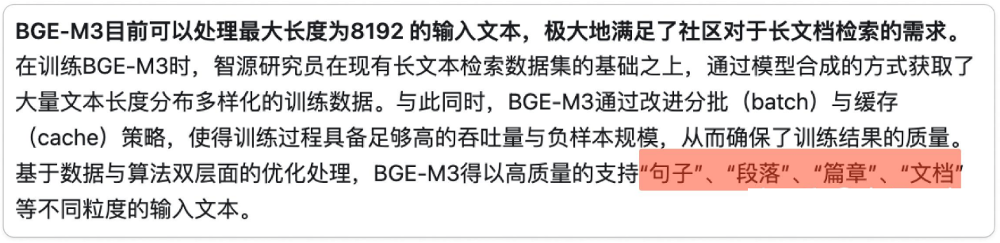 BGE-M3目前可以处理最大长度为8192 的输入文本，极大地满足了社区对于长文档检索的需求。
在训练BGE-M3时，智源研究员在现有长文本检索数据集的基础之上，通过模型合成的方式获取了
大量文本长度分布多样化的训练数据。与此同时，BGE-M3通过改进分批（batch）与缓存
（cache）策略，使得训练过程具备足够高的吞吐量与负样本规模，从而确保了训练结果的质量。
基于数据与算法双层面的优化处理，BGE-M3得以高质量的支持“句子”、“段落”、“篇章”、“文档”
等不同粒度的输入文本。